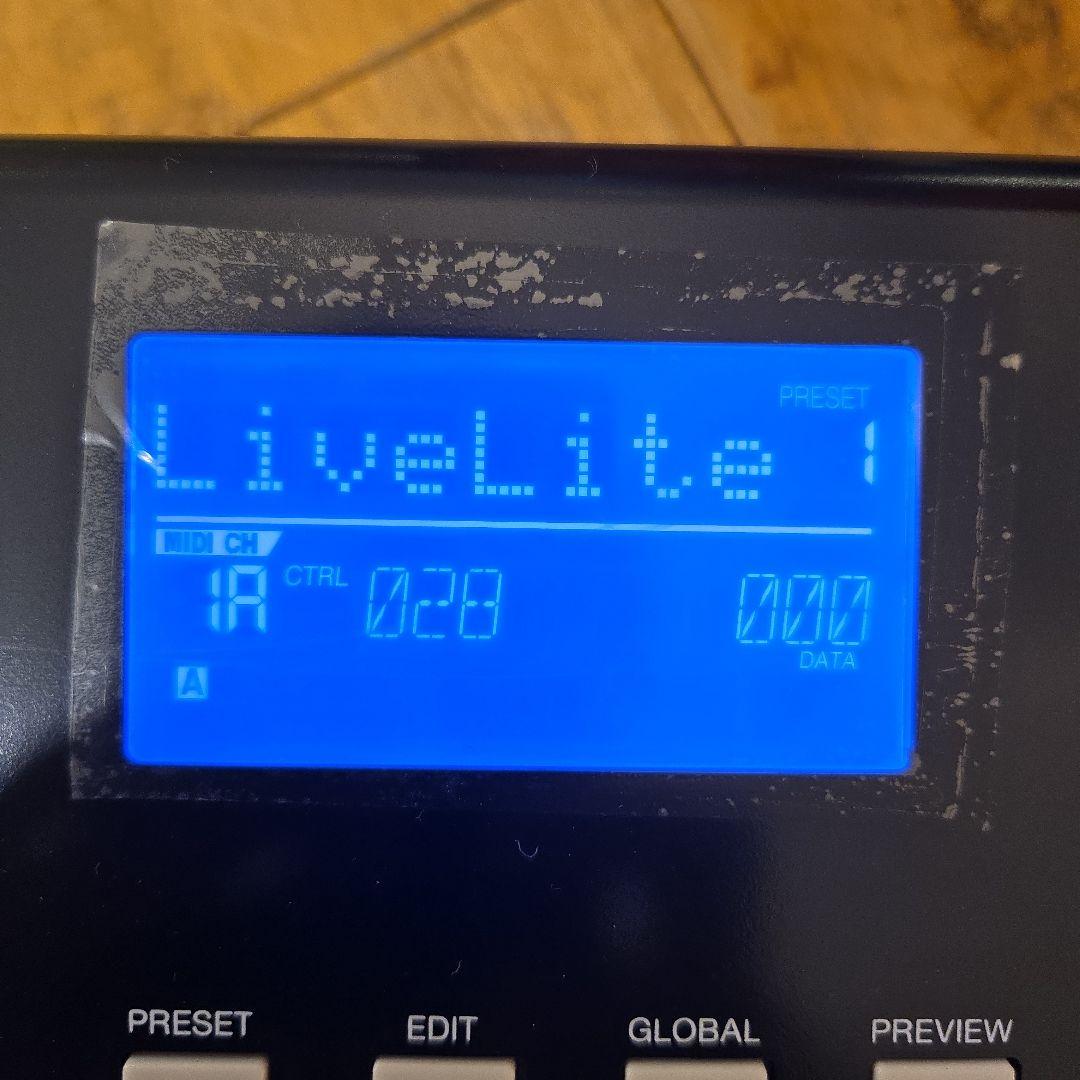 PRESET
LiveLite 1
MIDI CH
1A CTRL 028 000
DATA
A
PRESET EDIT GLOBAL PREVIEW